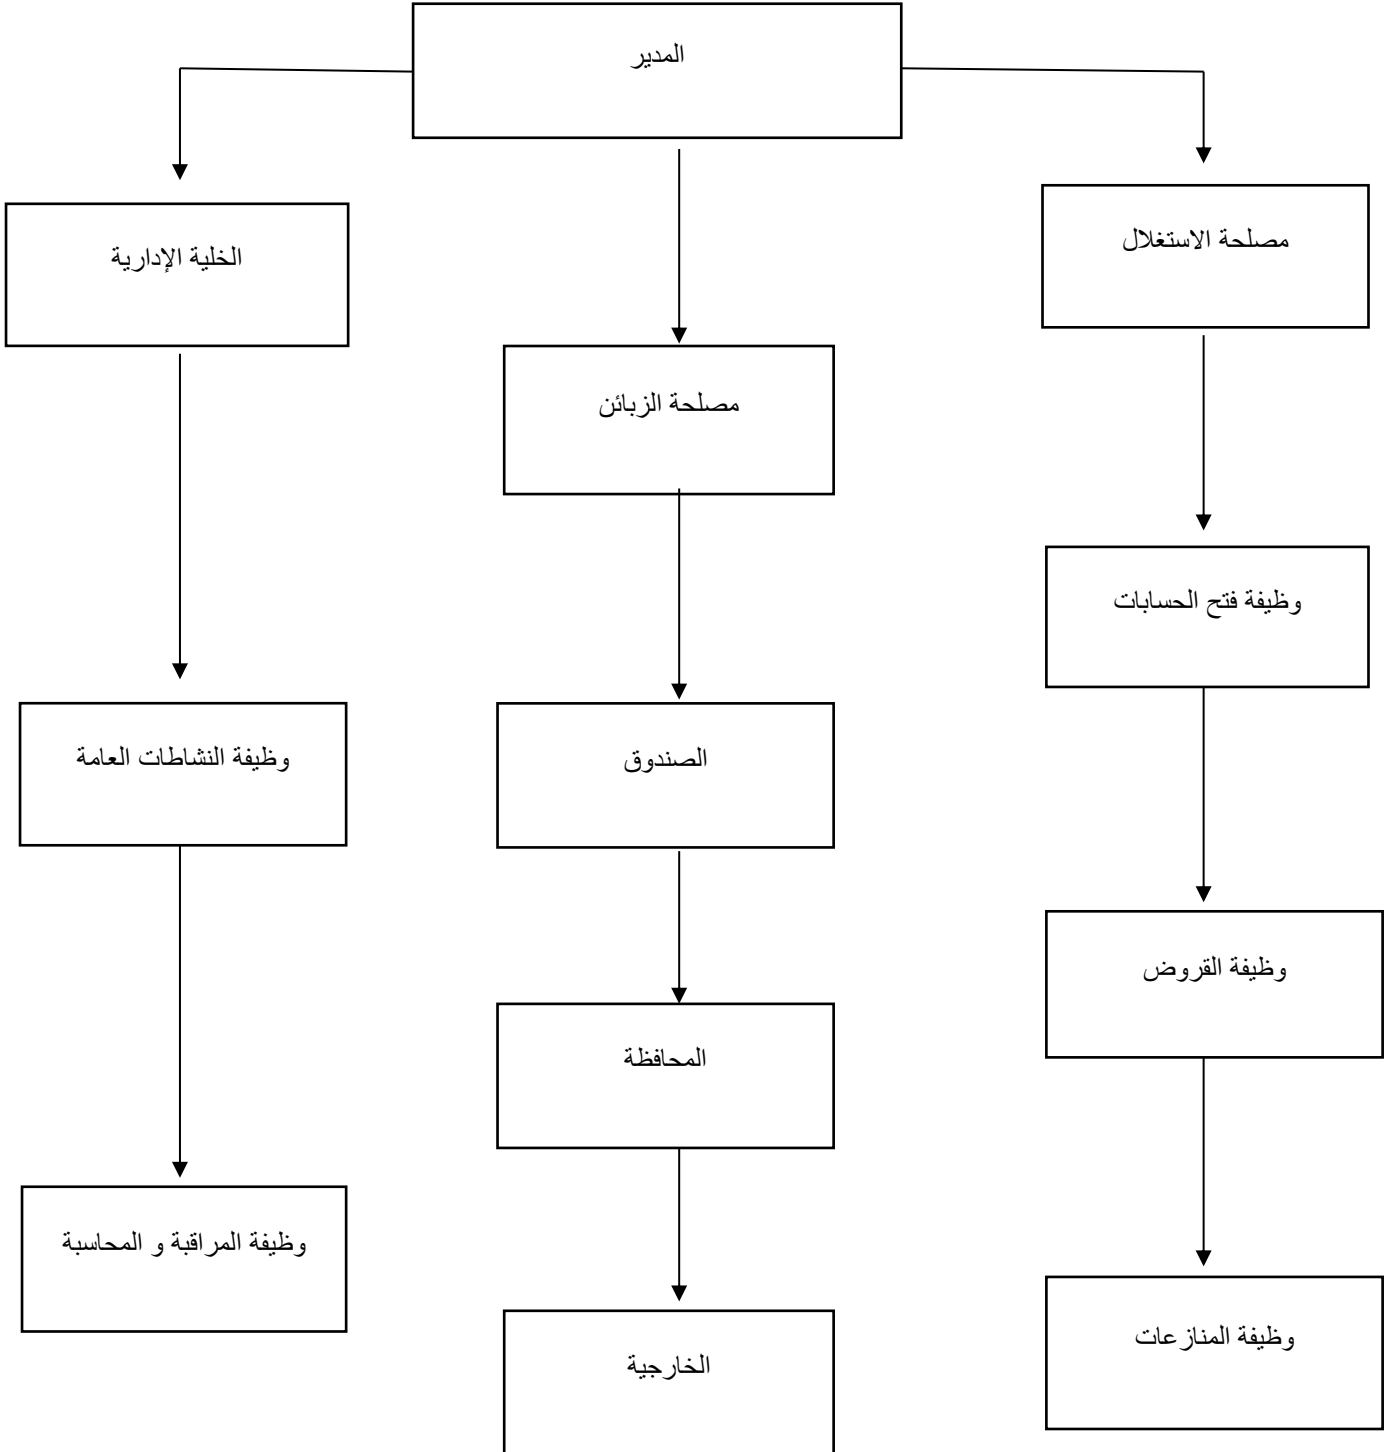 المدير
مصلحة الاستغلال
الخلية الإدارية
مصلحة الزبائن
وظيفة فتح الحسابات
وظيفة النشاطات العامة
الصندوق
وظيفة القروض
المحافظة
وظيفة المراقبة و المحاسبة
وظيفة المنازعات
الخارجية